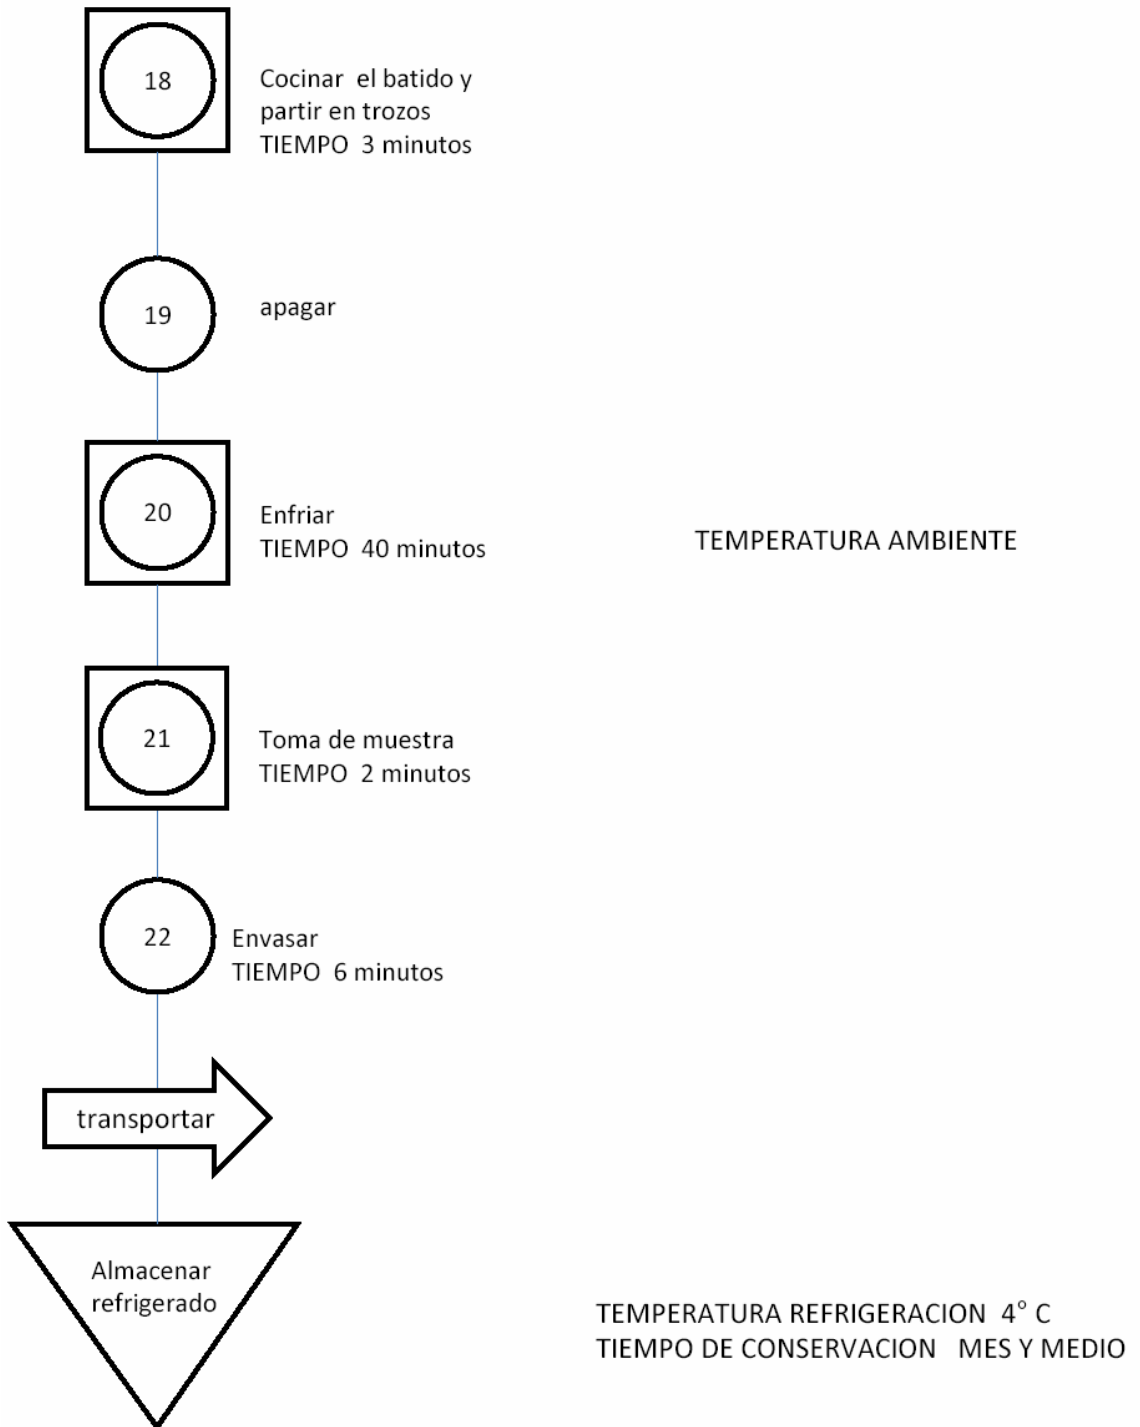 18
Cocinar el batido y
partir en trozos
TIEMPO 3 minutos
19
apagar
20
Enfriar
TIEMPO 40 minutos
TEMPERATURA AMBIENTE
21
Toma de muestra
TIEMPO 2 minutos
22
Envasar
TIEMPO 6 minutos
transportar
Almacenar
refrigerado
TEMPERATURA REFRIGERACION 4° C
TIEMPO DE CONSERVACION MES Y MEDIO